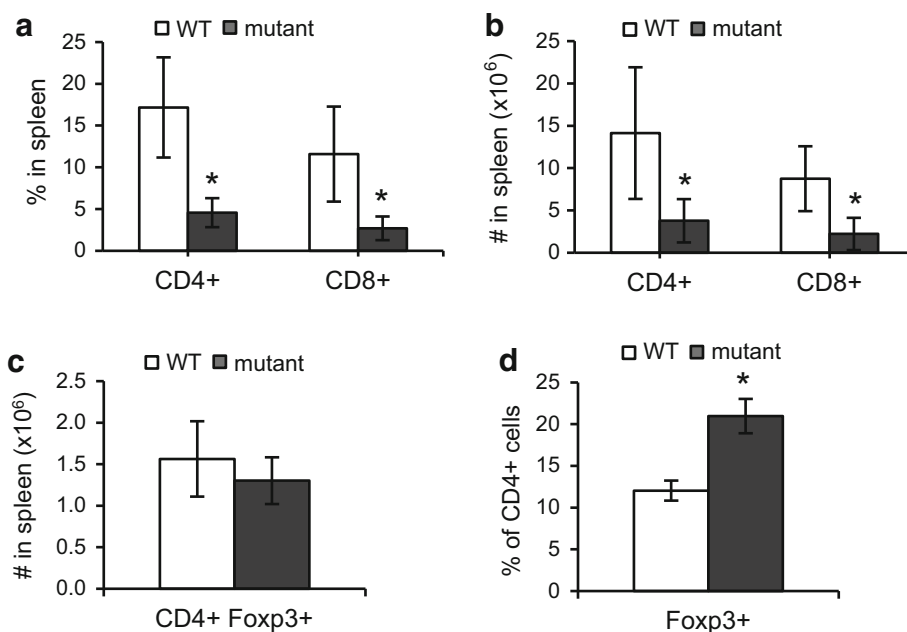 a
WT mutant
% in spleen
25
20
15
10
5
0
* *
CD4+ CD8+
b
WT mutant
# in spleen (x10⁶)
25
20
15
10
5
0
* *
CD4+ CD8+
c
WT mutant
# in spleen (x10⁶)
2.5
2.0
1.5
1.0
0.5
0.0
CD4+ Foxp3+
d
WT mutant
% of CD4+ cells
25
20
15
10
5
0
*
Foxp3+